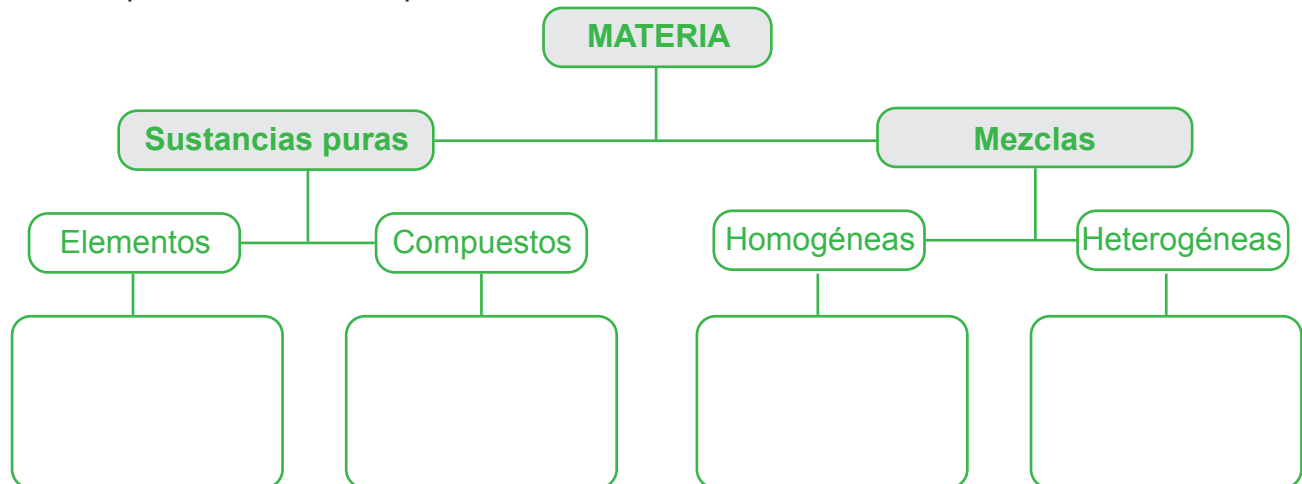 MATERIA
Sustancias puras
Mezclas
Elementos
Compuestos
Homogéneas
Heterogéneas